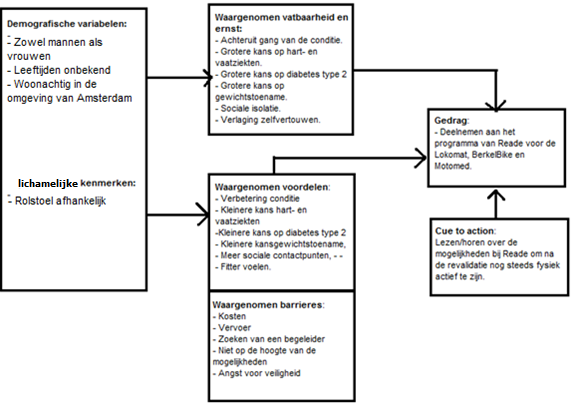 Demografische variabelen:
-
- Zowel mannen als
vrouwen
- Leeftijden onbekend
- Woonachtig in de
omgeving van Amsterdam
lichamelijke kenmerken:
- Rolstoel afhankelijk
Waargenomen vatbaarheid en
ernst:
- Achteruit gang van de conditie.
- Grotere kans op hart- en
vaatziekten.
- Grotere kans op diabetes type 2
- Grotere kans op
gewichtstoename.
- Sociale isolatie.
- Verlaging zelfvertouwen.
Waargenomen voordelen:
- Verbetering conditie
- Kleinere kans hart- en
vaatziekten
-Kleinere kans op diabetes type 2
- Kleinere kansgewichtstoename,
- Meer sociale contactpunten, - -
- Fitter voelen.
Waargenomen barrieres:
- Kosten
- Vervoer
- Zoeken van een begeleider
- Niet op de hoogte van de
mogelijkheden
- Angst voor veiligheid
Gedrag:
- Deelnemen aan het
programma van Reade voor de
Lokomat, BerkelBike en
Motomed.
Cue to action:
Lezen/horen over de
mogelijkheden bij Reade om na
de revalidatie nog steeds fysiek
actief te zijn.